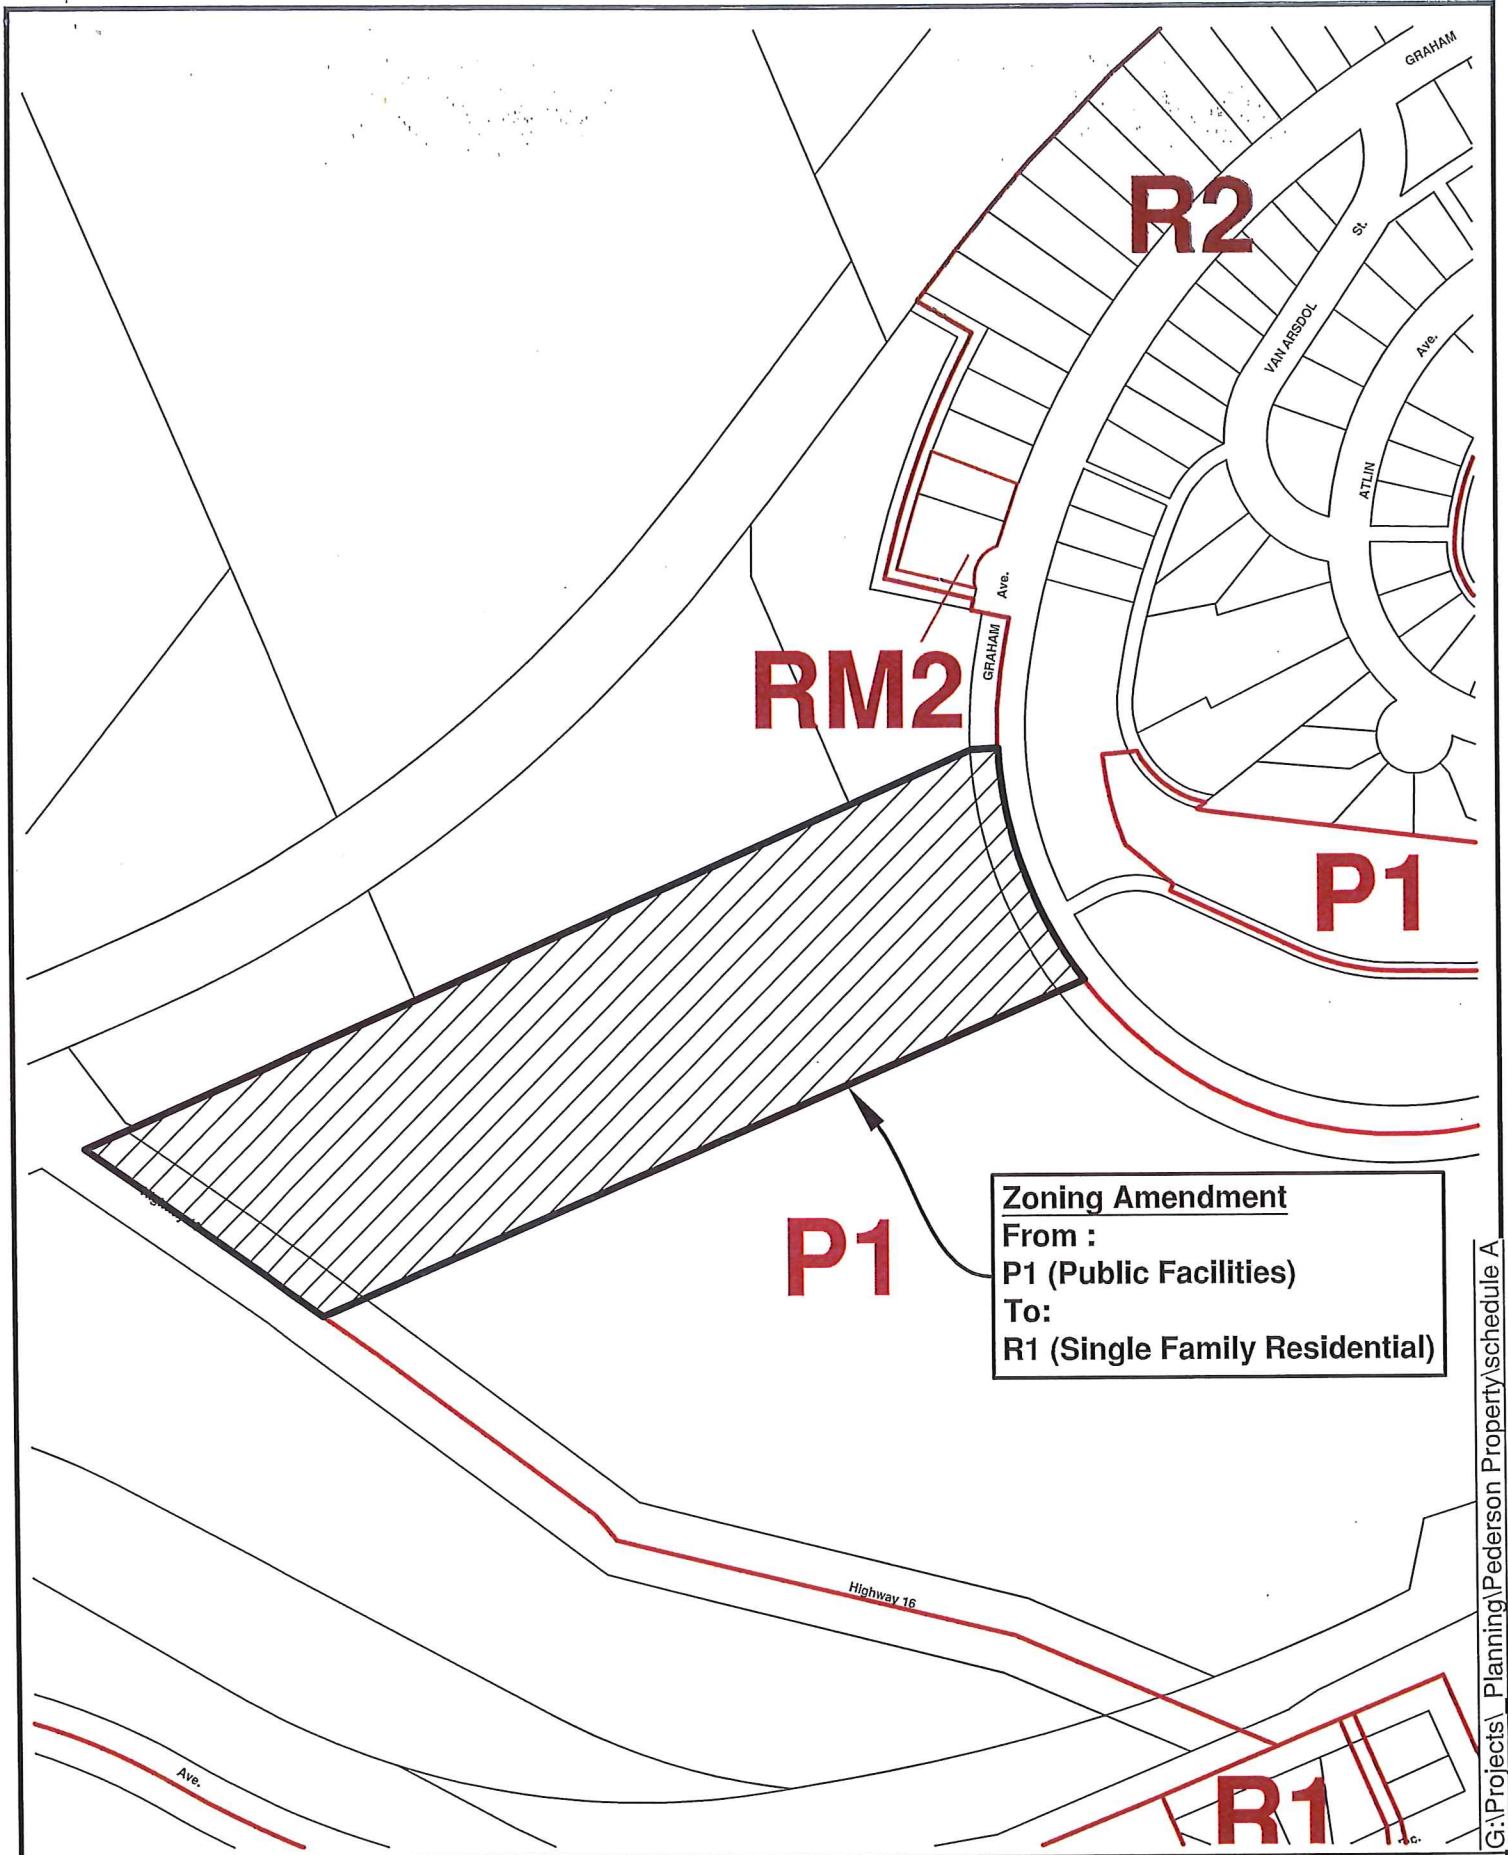 GRAHAM
R2
St.
VAN ARSDOL
Ave.
ATLIN
Ave.
GRAHAM
RM2
P1
P1
Zoning Amendment
From :
P1 (Public Facilities)
To:
R1 (Single Family Residential)
Highway 16
Ave.
R1
G:\Projects\_Planning\Pederson Property\schedule A